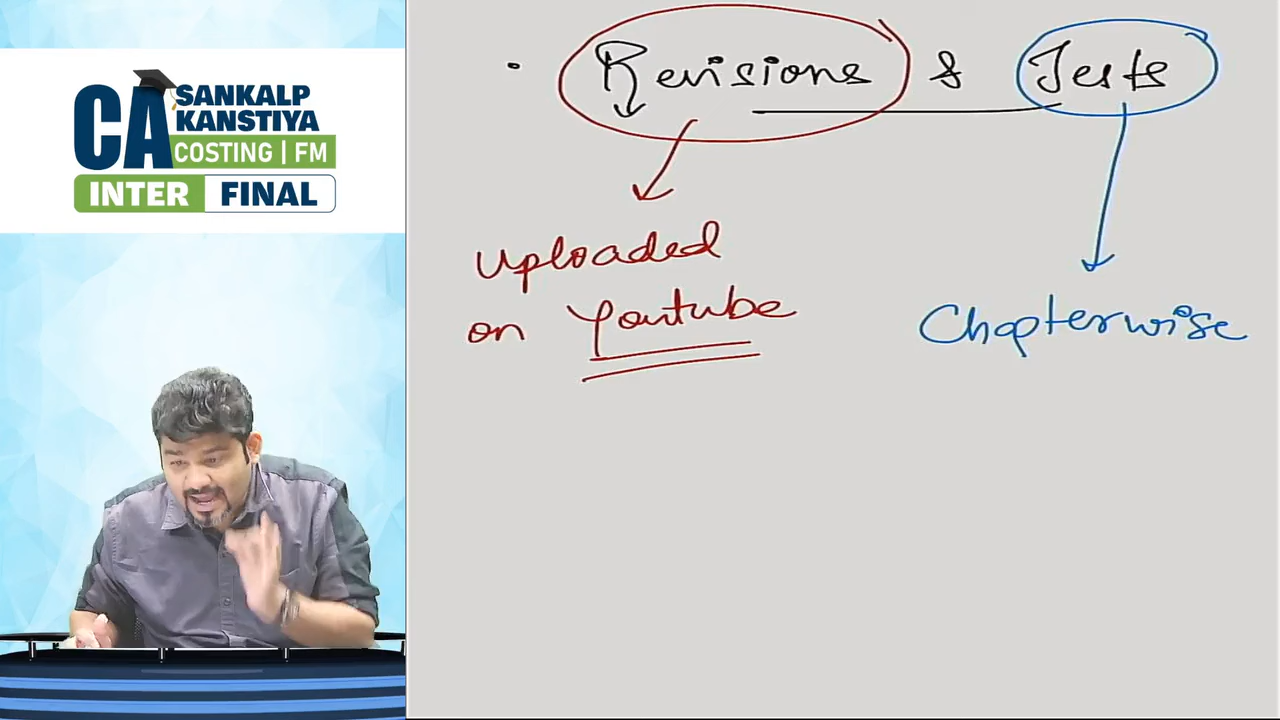 CA SANKALP
KANSTIYA
COSTING | FM
INTER FINAL
· Revisions & Tests
Uploaded
on Youtube
Chapterwise